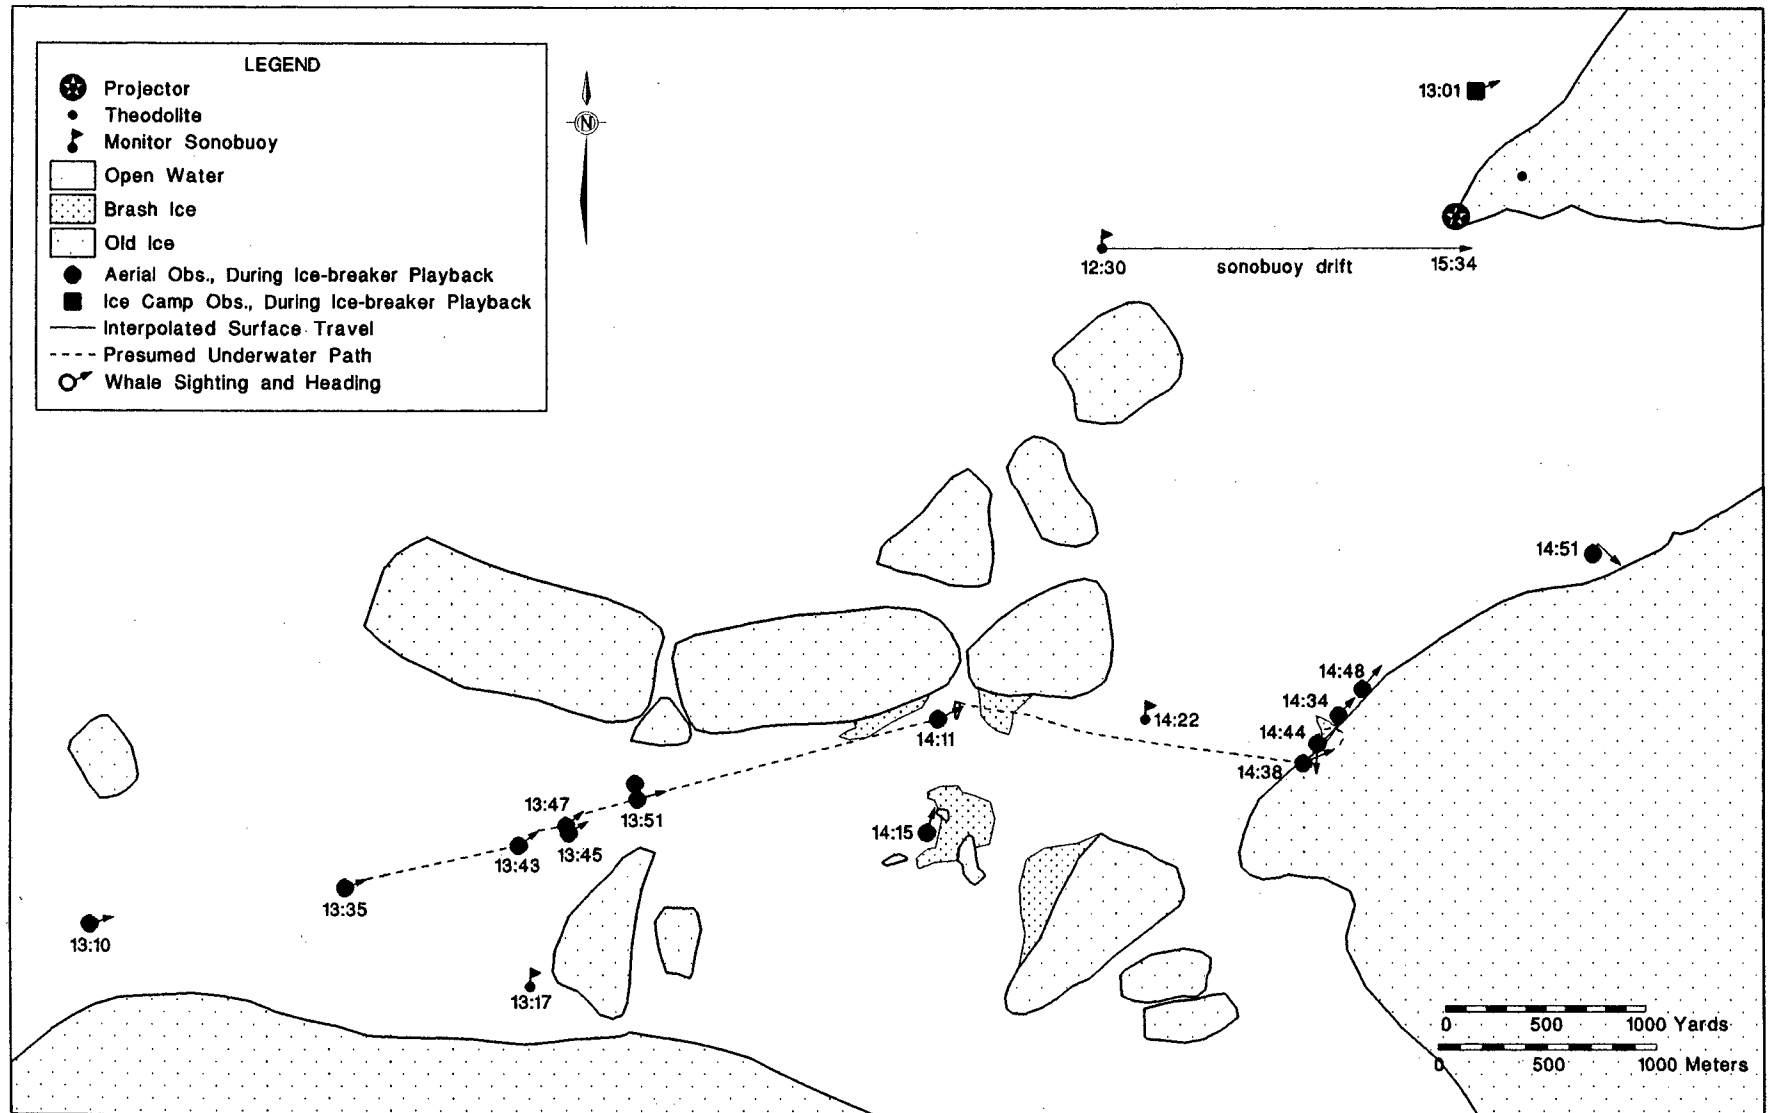 LEGEND
Projector
Theodolite
Monitor Sonobuoy
Open Water
Brash Ice
Old Ice
Aerial Obs., During Ice-breaker Playback
Ice Camp Obs., During Ice-breaker Playback
Interpolated Surface Travel
Presumed Underwater Path
Whale Sighting and Heading
N
13:01
12:30
sonobuoy drift
15:34
14:51
14:48
14:34
14:22
14:44
14:11
14:38
13:47
13:51
14:15
13:43
13:45
13:35
13:10
13:17
0 500 1000 Yards
0 500 1000 Meters